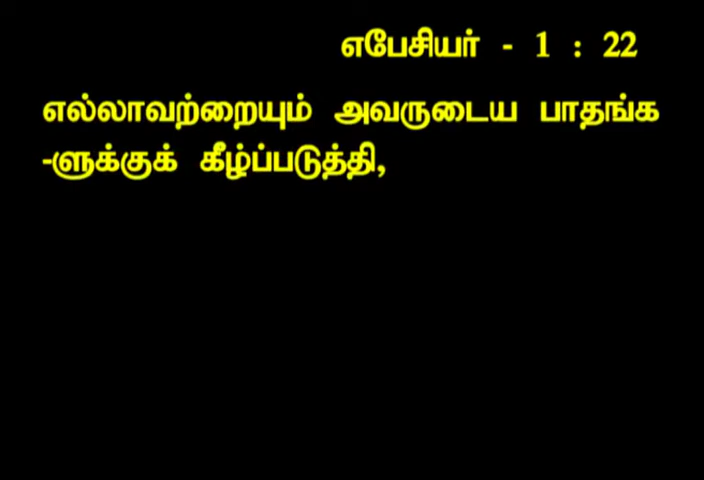 எபேசியர் - 1 : 22
எல்லாவற்றையும் அவருடைய பாதங்க
-ளுக்குக் கீழ்ப்படுத்தி,